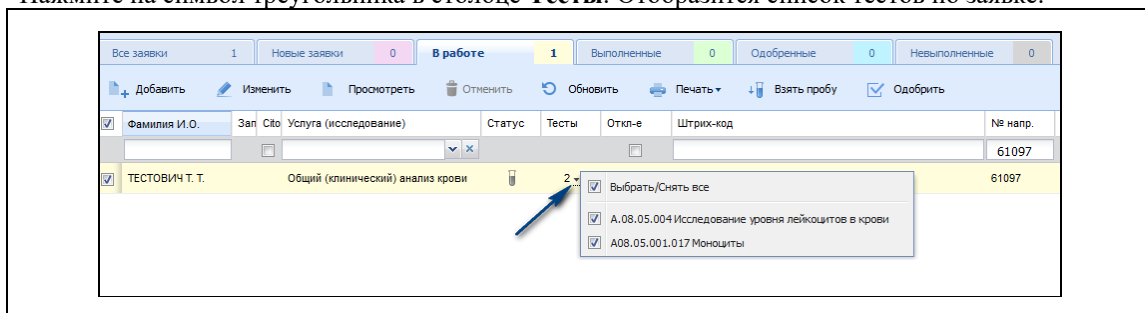 Нажмите на символ треугольника в столбце Тесты. Отобразится список тестов по заявке:
Все заявки 1 Новые заявки 0 В работе 1 Выполненные 0 Одобренные 0 Невыполненные 0
Добавить Изменить Просмотреть Отменить Обновить Печать Взять пробу Одобрить
Фамилия И.О. Зап Cito Услуга (исследование) Статус Тесты Откл-е Штрих-код № напр.
61097
ТЕСТОВИЧ Т. Т. Общий (клинический) анализ крови 2 61097
Выбрать/Снять все
A.08.05.004 Исследование уровня лейкоцитов в крови
A08.05.001.017 Моноциты